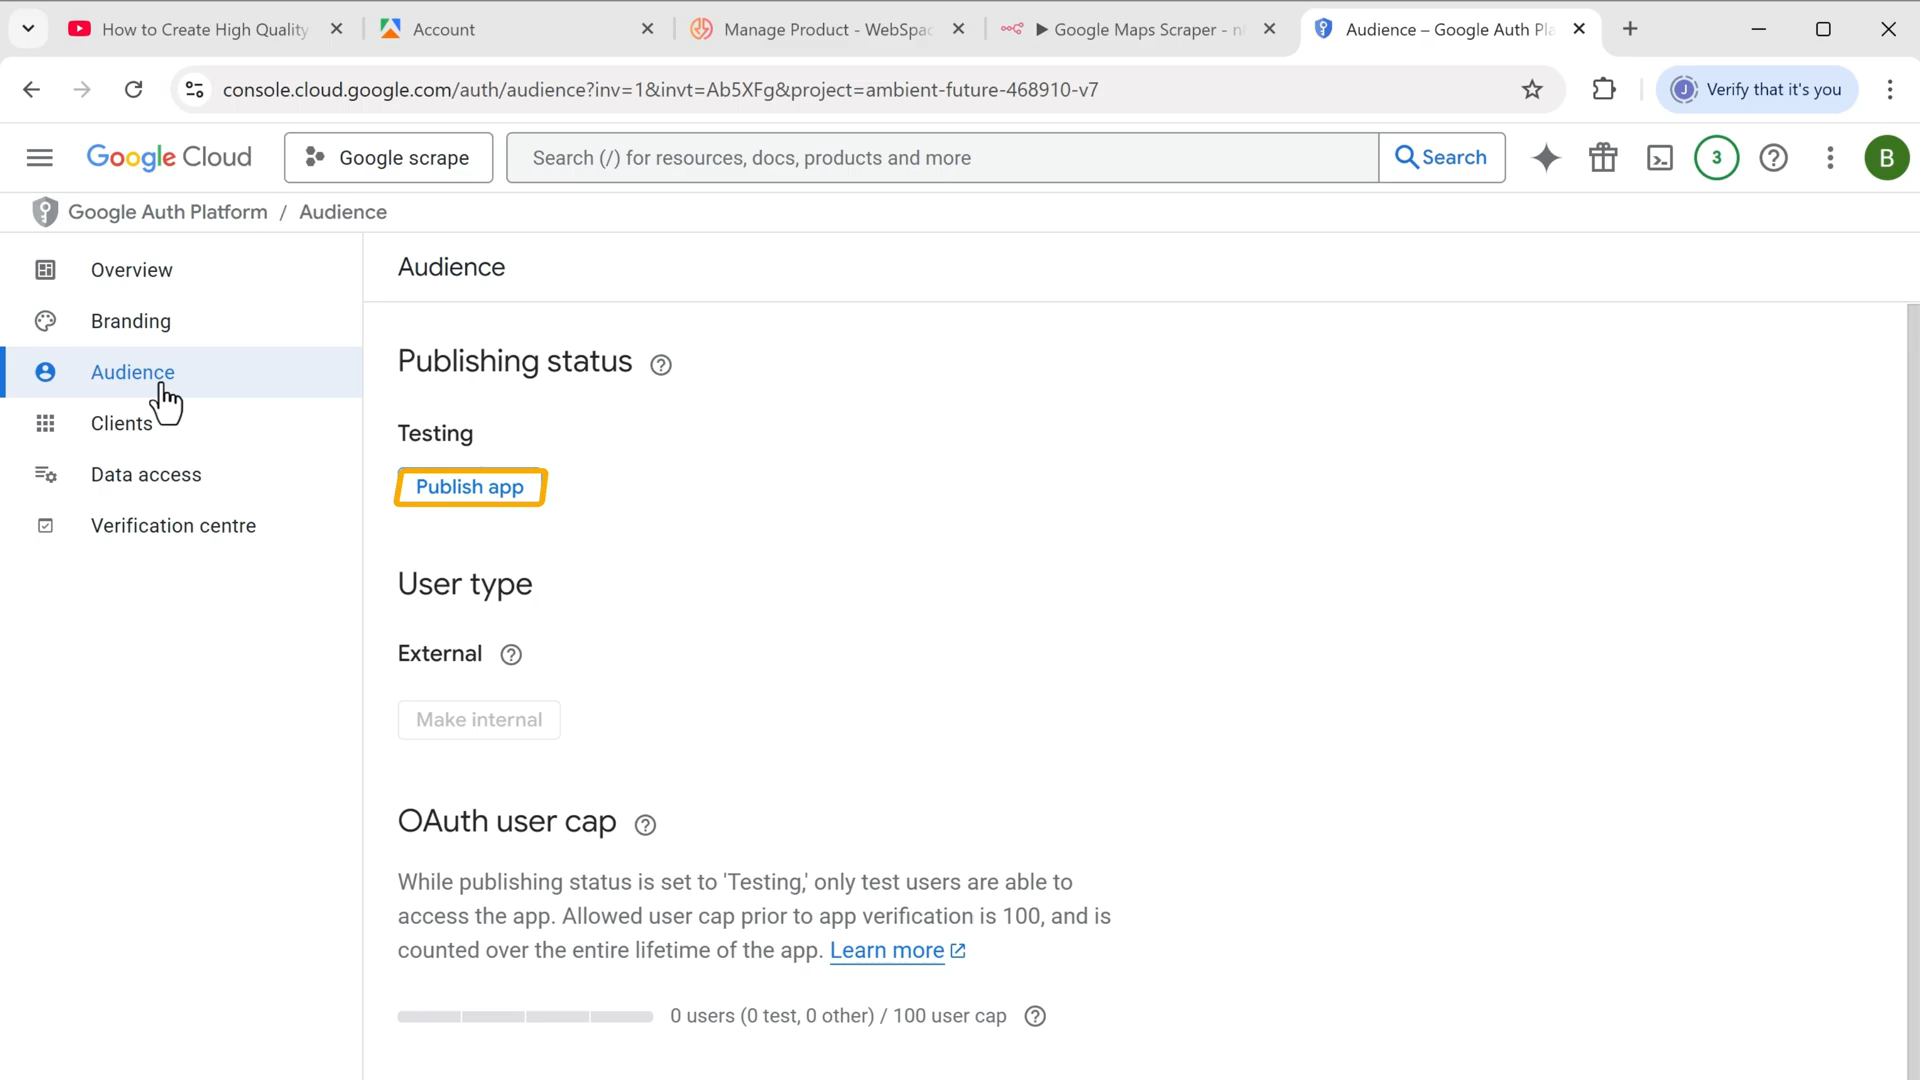 How to Create High Quality
Account
Manage Product - WebSpac
▶ Google Maps Scraper - n
Audience – Google Auth Pla
console.cloud.google.com/auth/audience?inv=1&invt=Ab5XFg&project=ambient-future-468910-v7
J
Verify that it's you
Google Cloud
Google scrape
Search (/) for resources, docs, products and more
Search
3
B
Google Auth Platform / Audience
Overview
Branding
Audience
Clients
Data access
Verification centre
Audience
Publishing status
Testing
Publish app
User type
External
Make internal
OAuth user cap
While publishing status is set to 'Testing,' only test users are able to
access the app. Allowed user cap prior to app verification is 100, and is
counted over the entire lifetime of the app. Learn more
0 users (0 test, 0 other) / 100 user cap